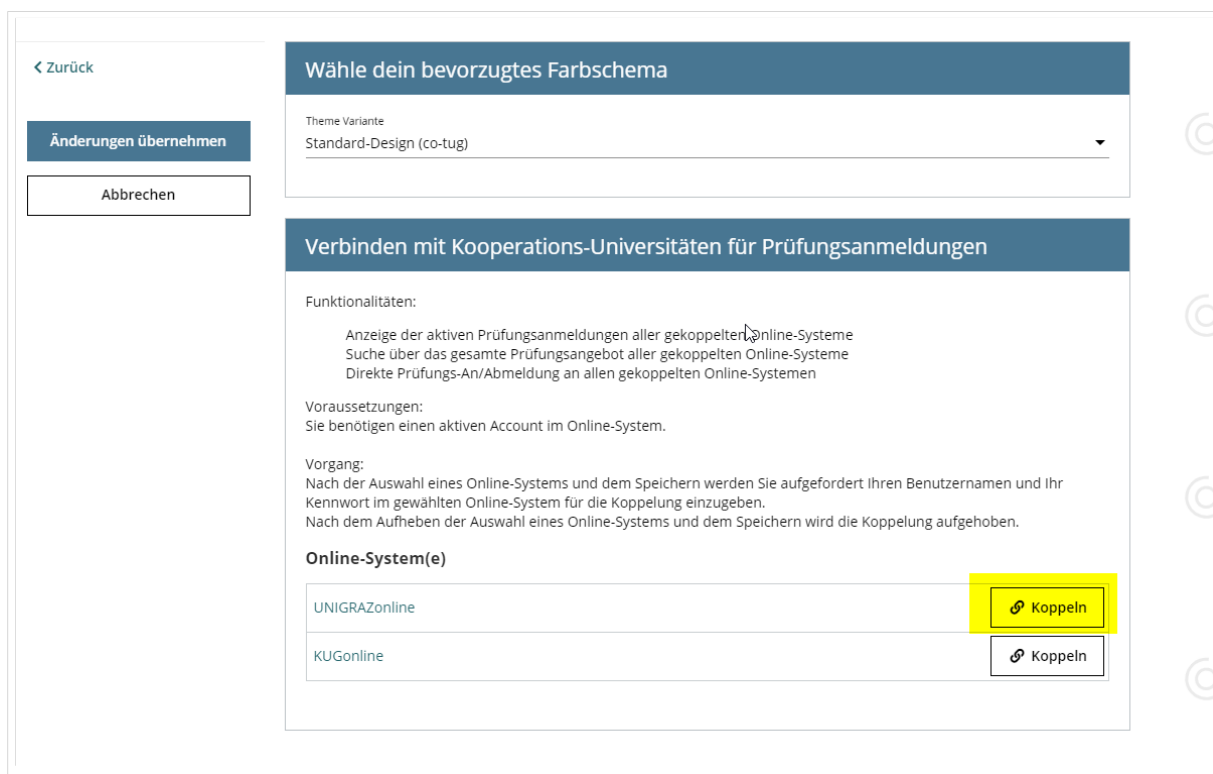 Zurück
Änderungen übernehmen
Abbrechen
Wähle dein bevorzugtes Farbschema
Theme Variante
Standard-Design (co-tug)
Verbinden mit Kooperations-Universitäten für Prüfungsanmeldungen
Funktionalitäten:
Anzeige der aktiven Prüfungsanmeldungen aller gekoppelten Online-Systeme
Suche über das gesamte Prüfungsangebot aller gekoppelten Online-Systeme
Direkte Prüfungs-An/Abmeldung an allen gekoppelten Online-Systemen
Voraussetzungen:
Sie benötigen einen aktiven Account im Online-System.
Vorgang:
Nach der Auswahl eines Online-Systems und dem Speichern werden Sie aufgefordert Ihren Benutzernamen und Ihr
Kennwort im gewählten Online-System für die Koppelung einzugeben.
Nach dem Aufheben der Auswahl eines Online-Systems und dem Speichern wird die Koppelung aufgehoben.
Online-System(e)
UNIGRAZonline
Koppeln
KUGonline
Koppeln